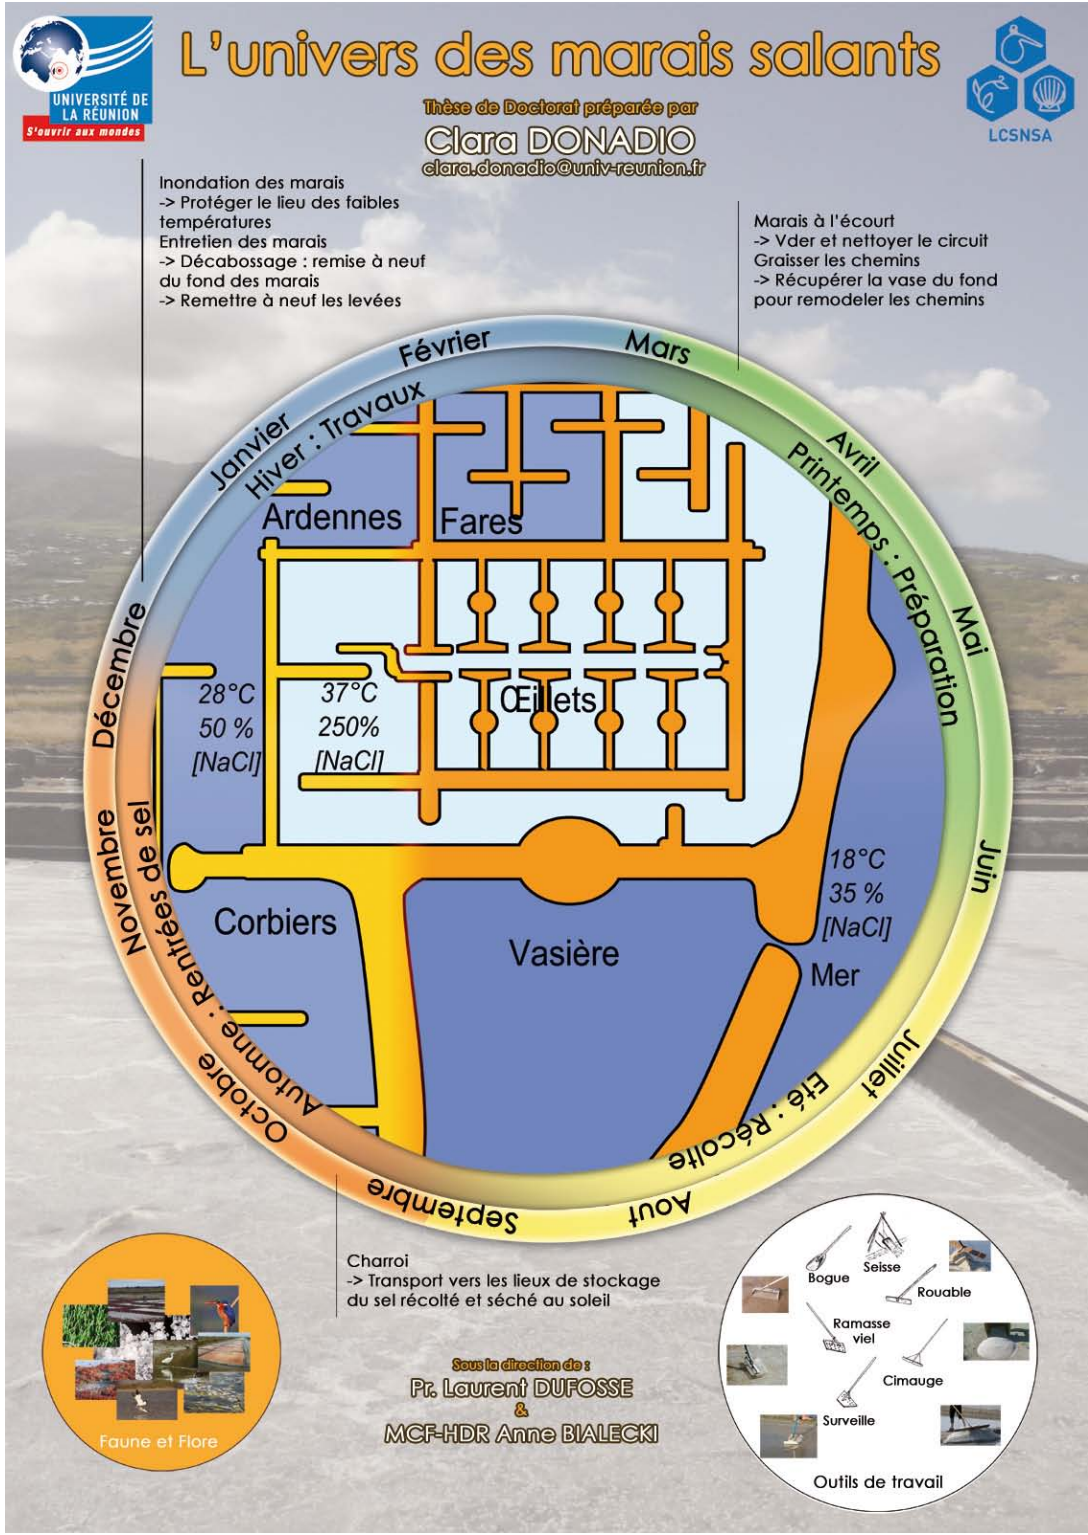 UNIVERSITÉ DE
LA RÉUNION
S'ouvrir aux mondes
L'univers des marais salants
Thèse de Doctorat préparée par
Clara DONADIO
clara.donadio@univ-reunion.fr
LCSNSA
Inondation des marais
-> Protéger le lieu des faibles
températures
Entretien des marais
-> Décabossage : remise à neuf
du fond des marais
-> Remettre à neuf les levées
Marais à l'écourt
-> Vder et nettoyer le circuit
Graisser les chemins
-> Récupérer la vase du fond
pour remodeler les chemins
Janvier
Février
Mars
Avril
Mai
Juin
Juillet
Aout
Septembre
Octobre
Novembre
Décembre
Hiver : Travaux
Printemps : Préparation
Eté : Récolte
Automne : Rentrées de sel
Ardennes
Fares
Œillets
28°C
50 %
[NaCl]
37°C
250%
[NaCl]
18°C
35 %
[NaCl]
Corbiers
Vasière
Mer
Charroi
-> Transport vers les lieux de stockage
du sel récolté et séché au soleil
Sous la direction de :
Pr. Laurent DUFOSSE
&
MCF-HDR Anne BIALECKI
Faune et Flore
Bogue
Seisse
Rouable
Ramasse
viel
Cimauge
Surveille
Outils de travail